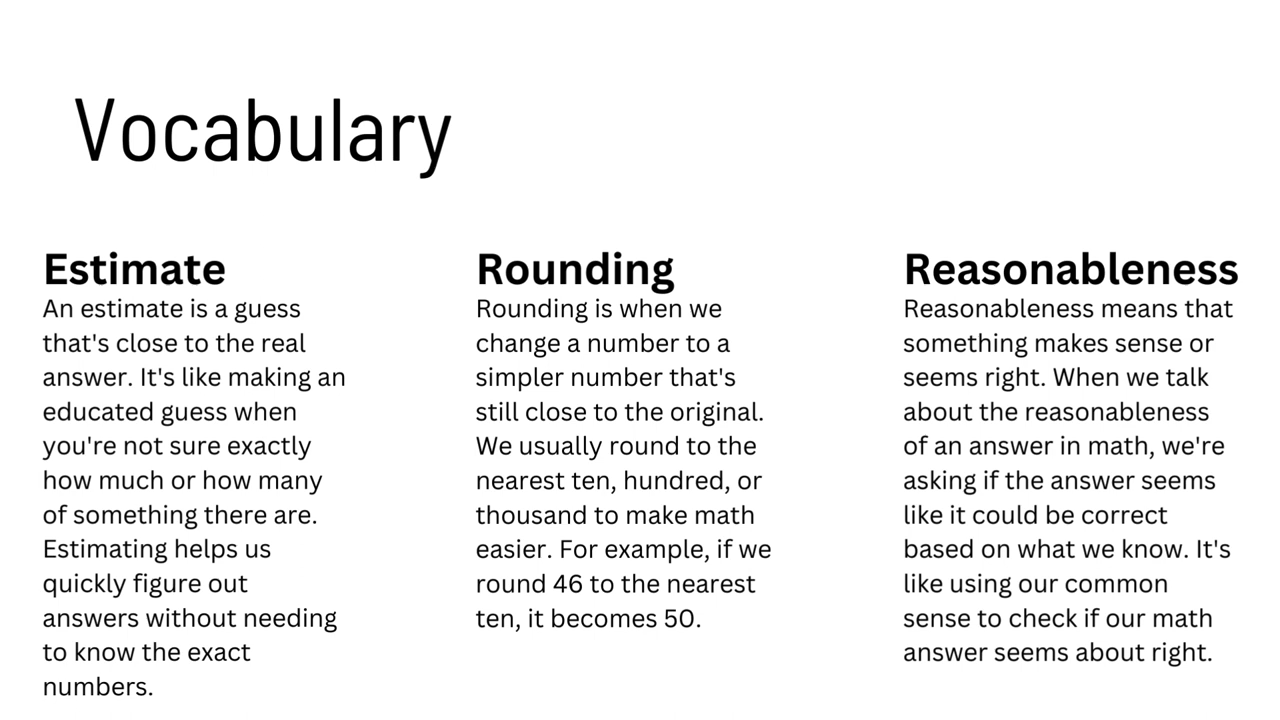 Vocabulary
Estimate
An estimate is a guess
that's close to the real
answer. It's like making an
educated guess when
you're not sure exactly
how much or how many
of something there are.
Estimating helps us
quickly figure out
answers without needing
to know the exact
numbers.
Rounding
Rounding is when we
change a number to a
simpler number that's
still close to the original.
We usually round to the
nearest ten, hundred, or
thousand to make math
easier. For example, if we
round 46 to the nearest
ten, it becomes 50.
Reasonableness
Reasonableness means that
something makes sense or
seems right. When we talk
about the reasonableness
of an answer in math, we're
asking if the answer seems
like it could be correct
based on what we know. It's
like using our common
sense to check if our math
answer seems about right.